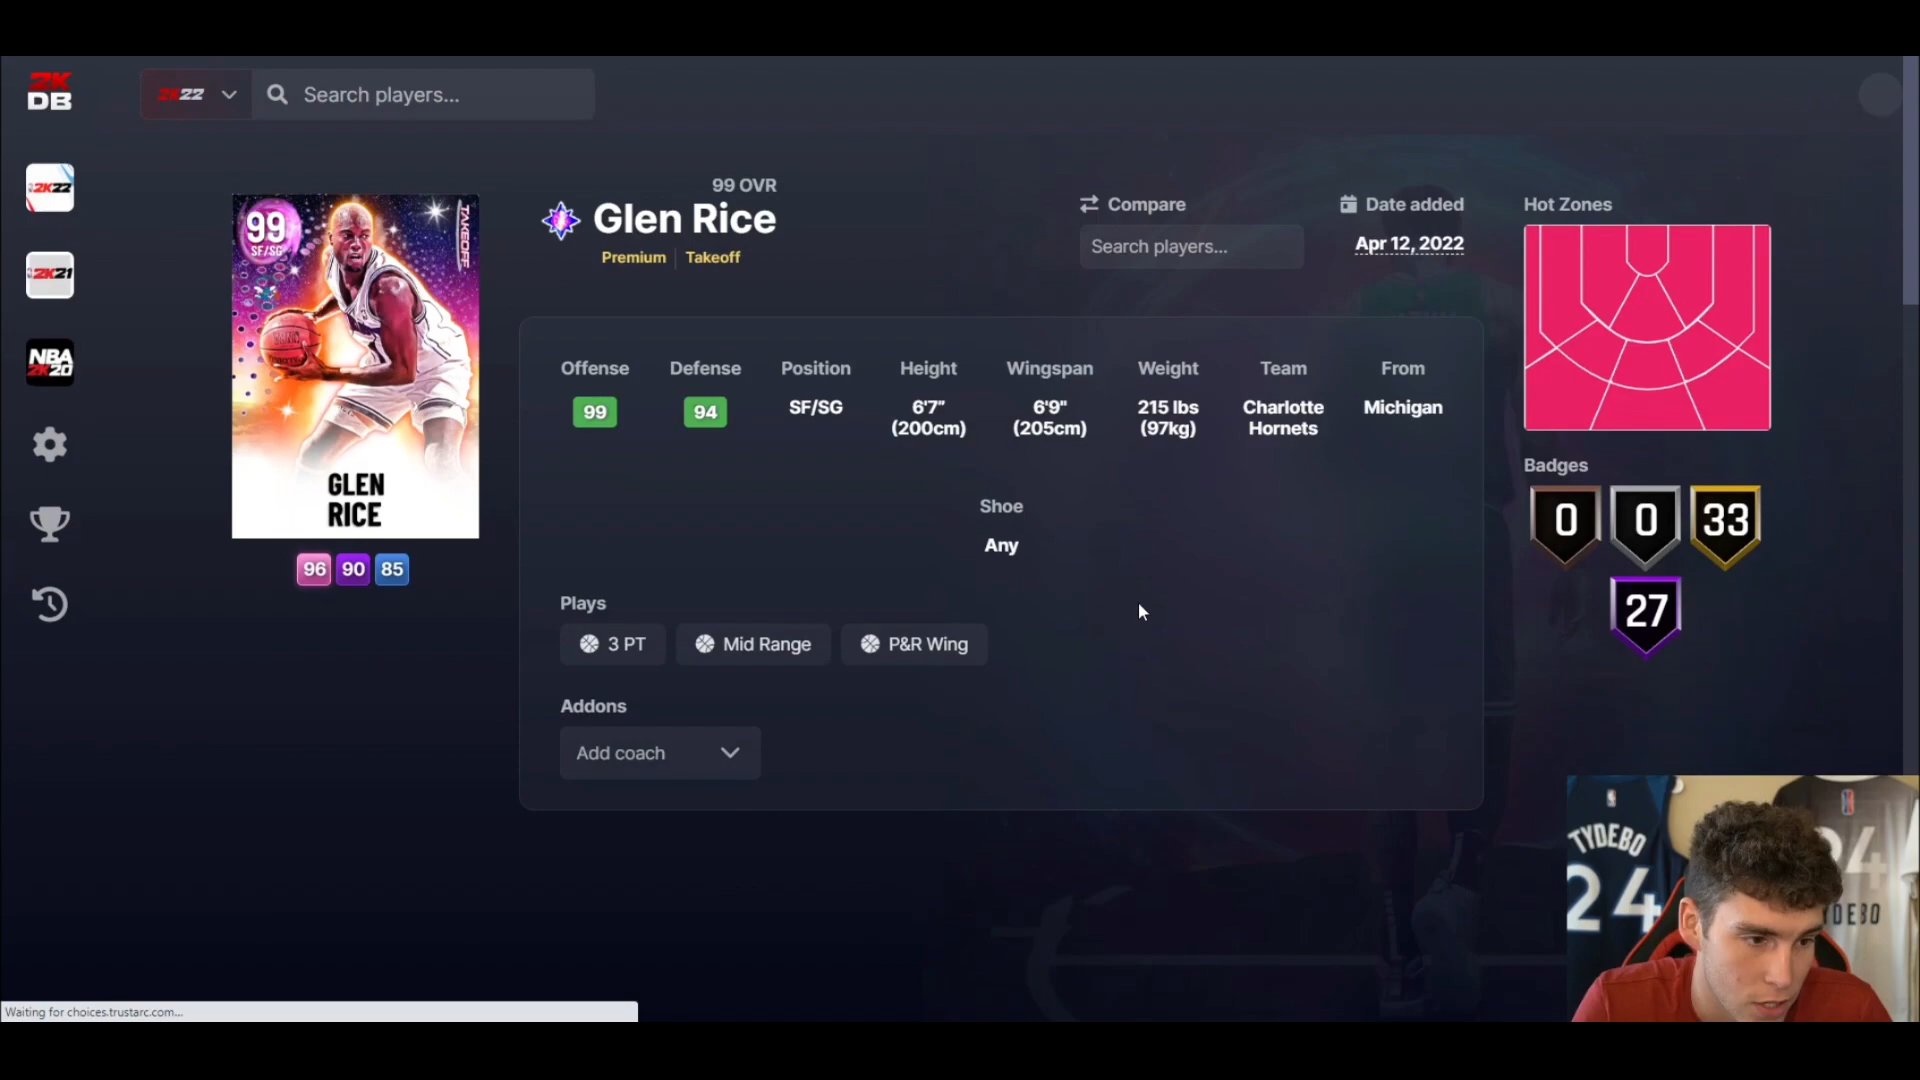 2K
DB
2K22
Search players...
2K22
2K21
NBA
2K20
99
SF/SG
TAKEOFF
GLEN
RICE
96 90 85
99 OVR
Glen Rice
Premium Takeoff
Compare
Search players...
Date added
Apr 12, 2022
Hot Zones
Offense Defense Position Height Wingspan Weight Team From
99 94 SF/SG 6'7" 6'9" 215 lbs Charlotte Michigan
(200cm) (205cm) (97kg) Hornets
Shoe
Any
Plays
3 PT Mid Range P&R Wing
Addons
Add coach
Badges
0 0 33
27
TYDEBO
24
24
YDEBO
Waiting for choices.trustarc.com...